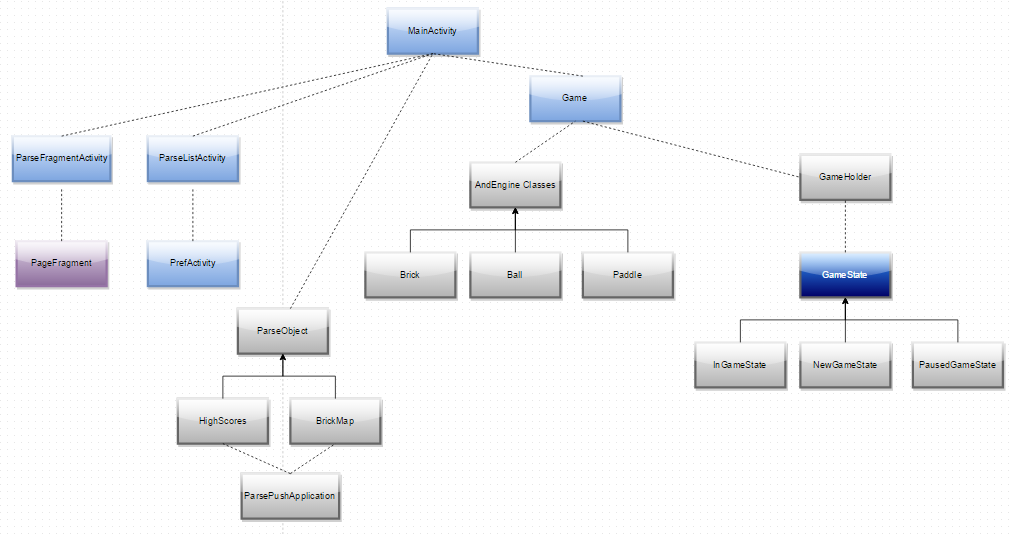 MainActivity
Game
ParseFragmentActivity
ParseListActivity
AndEngine Classes
GameHolder
PageFragment
PrefActivity
Brick
Ball
Paddle
GameState
ParseObject
InGameState
NewGameState
PausedGameState
HighScores
BrickMap
ParsePushApplication